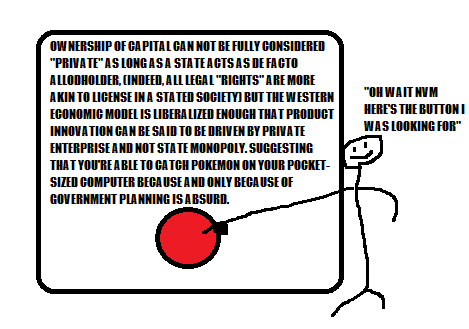 OWNERSHIP OF CAPITAL CAN NOT BE FULLY CONSIDERED
"PRIVATE" AS LONG AS A STATE ACTS AS DE FACTO
ALLODHOLDER, (INDEED, ALL LEGAL "RIGHTS" ARE MORE
AKIN TO LICENSE IN A STATED SOCIETY) BUT THE WESTERN
ECONOMIC MODEL IS LIBERALIZED ENOUGH THAT PRODUCT
INNOVATION CAN BE SAID TO BE DRIVEN BY PRIVATE
ENTERPRISE AND NOT STATE MONOPOLY. SUGGESTING
THAT YOU'RE ABLE TO CATCH POKEMON ON YOUR POCKET-
SIZED COMPUTER BECAUSE AND ONLY BECAUSE OF
GOVERNMENT PLANNING IS ABSURD.
"OH WAIT NVM
HERE'S THE BUTTON I
WAS LOOKING FOR"